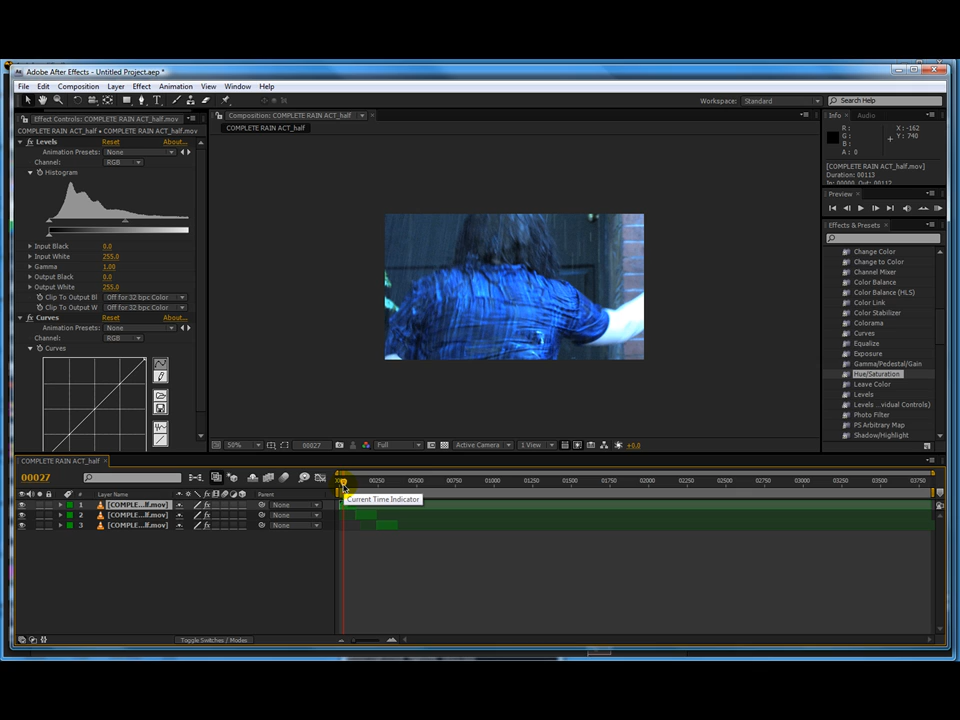 Adobe After Effects - Untitled Project.aep *
File Edit Composition Layer Effect Animation View Window Help
Workspace: Standard Search Help
Effect Controls: COMPLETE RAIN ACT_half.mov
COMPLETE RAIN ACT_half • COMPLETE RAIN ACT_half.mov
Levels Reset About...
Animation Presets: None
Channel: RGB
Histogram
Input Black 0.0
Input White 255.0
Gamma 1.00
Output Black 0.0
Output White 255.0
Clip To Output Bl Off for 32 bpc Color
Clip To Output W Off for 32 bpc Color
Curves Reset About...
Animation Presets: None
Channel: RGB
Curves
Composition: COMPLETE RAIN ACT_half
COMPLETE RAIN ACT_half
50% 00027 Full Active Camera 1 View +0.0
Info Audio
R : X : -162
G : Y : 740
B :
A : 0
[COMPLETE RAIN ACT_half.mov]
Duration: 00113
In: 00000, Out: 00112
Preview
Effects & Presets
Change Color
Change to Color
Channel Mixer
Color Balance
Color Balance (HLS)
Color Link
Color Stabilizer
Colorama
Curves
Equalize
Exposure
Gamma/Pedestal/Gain
Hue/Saturation
Leave Color
Levels
Levels ...vidual Controls)
Photo Filter
PS Arbitrary Map
Shadow/Highlight
COMPLETE RAIN ACT_half
00027
00250 00500 00750 01000 01250 01500 01750 02000 02250 02500 02750 03000 03250 03500 03750
# Layer Name Parent
Current Time Indicator
1 [COMPLE...lf.mov] None
2 [COMPLE...lf.mov] None
3 [COMPLE...lf.mov] None
Toggle Switches / Modes